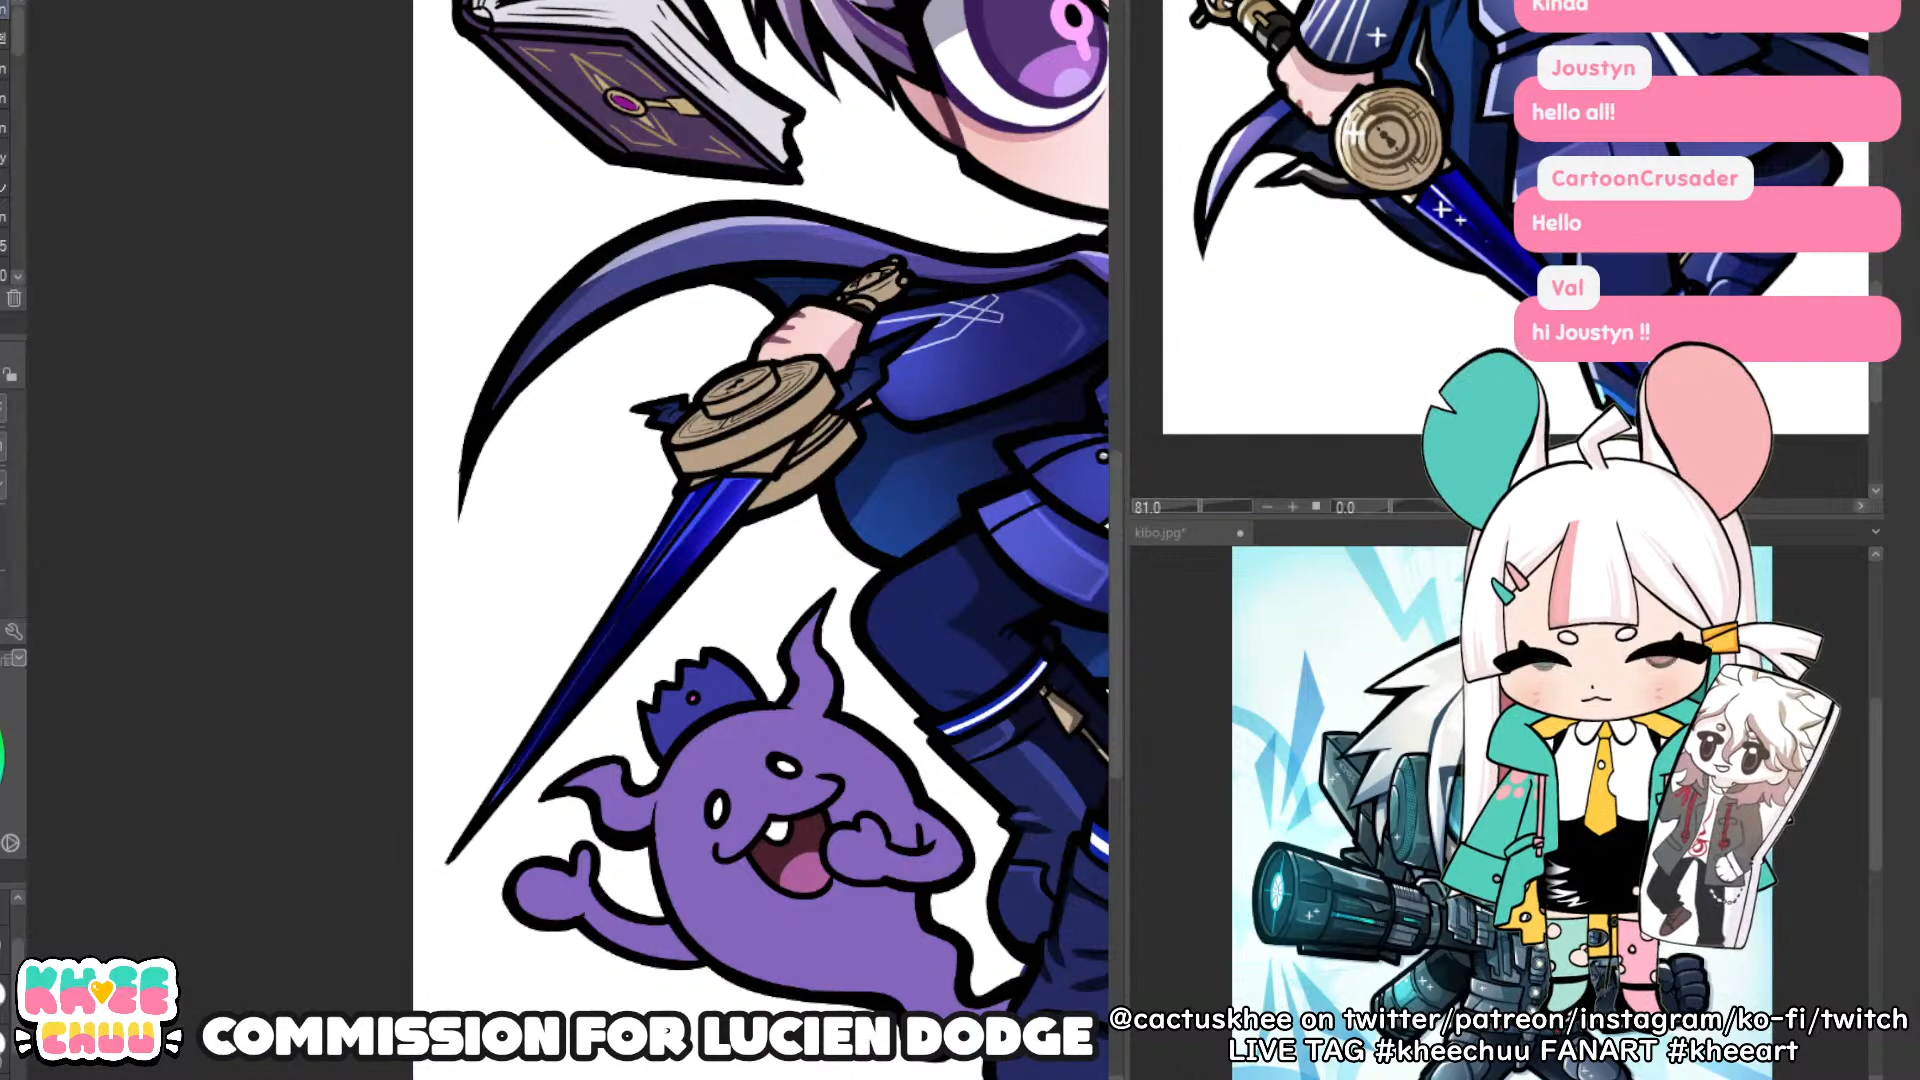 Kinda
Joustyn
hello all!
CartoonCrusader
Hello
Val
hi Joustyn !!
81.0
0.0
kibo.jpg*
KHEE
CHUU
COMMISSION FOR LUCIEN DODGE
@cactuskhee on twitter/patreon/instagram/ko-fi/twitch
LIVE TAG #kheechuu FANART #kheeart